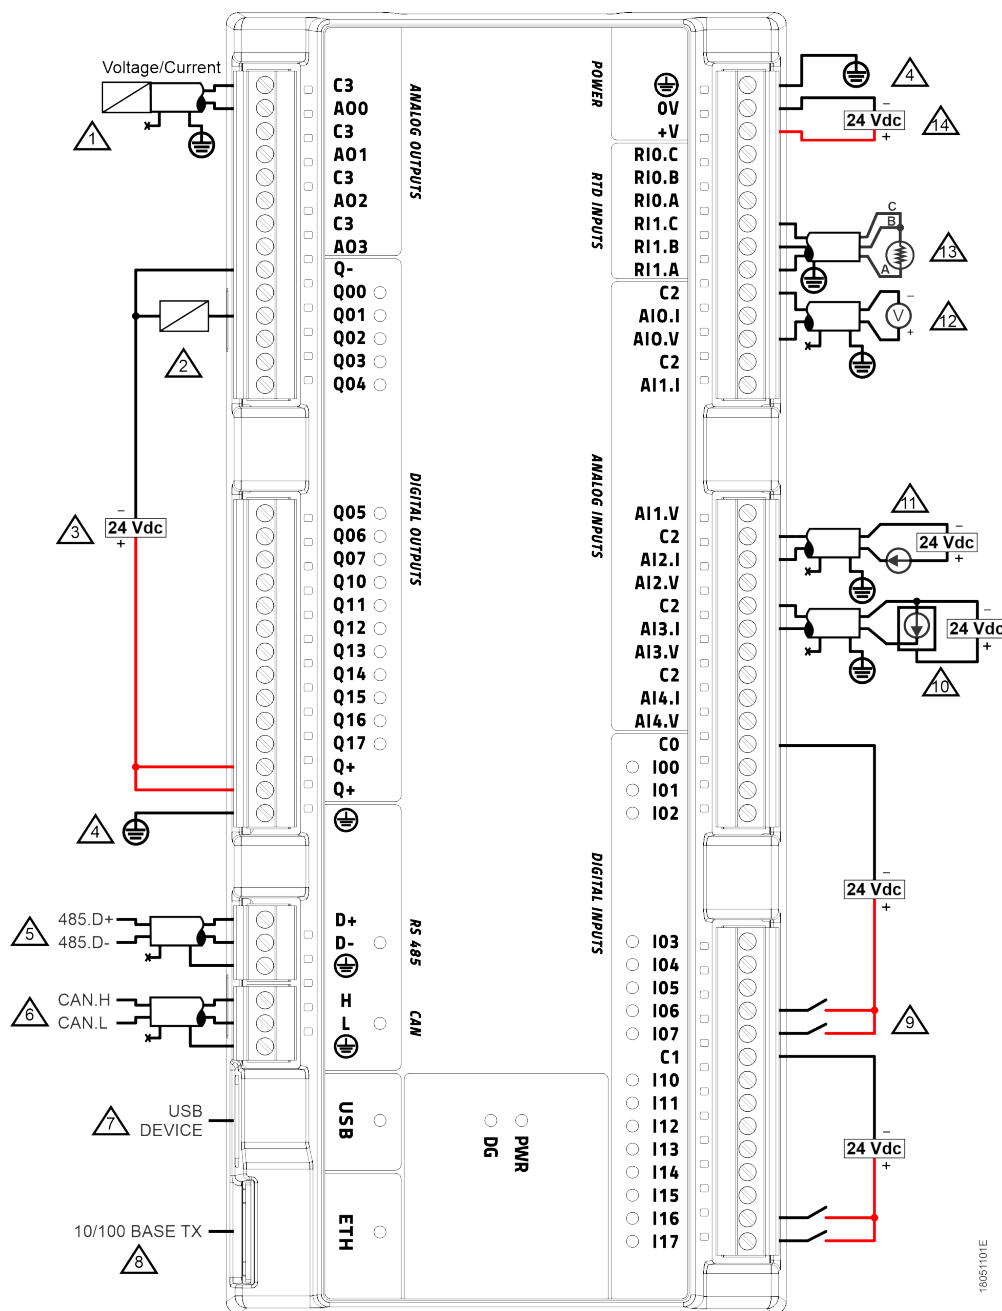 Voltage/Current
1
C3
AO0
C3
AO1
C3
AO2
C3
AO3
ANALOG OUTPUTS
Q-
Q00
Q01
Q02
Q03
Q04
2
3
−
24 Vdc
+
Q05
Q06
Q07
Q10
Q11
Q12
Q13
Q14
Q15
Q16
Q17
Q+
Q+
DIGITAL OUTPUTS
4
5
485.D+
485.D-
D+
D-
RS 485
6
CAN.H
CAN.L
H
L
CAN
7
USB
DEVICE
USB
10/100 BASE TX
8
ETH
DG
PWR
POWER
0V
+V
4
−
24 Vdc
+
14
RTD INPUTS
RI0.C
RI0.B
RI0.A
RI1.C
RI1.B
RI1.A
C
B
A
13
C2
AI0.I
AI0.V
C2
AI1.I
−
V
+
12
ANALOG INPUTS
AI1.V
C2
AI2.I
AI2.V
C2
AI3.I
AI3.V
C2
AI4.I
AI4.V
11
−
24 Vdc
+
−
24 Vdc
+
10
C0
I00
I01
I02
DIGITAL INPUTS
−
24 Vdc
+
I03
I04
I05
I06
I07
9
C1
I10
I11
I12
I13
I14
I15
I16
I17
−
24 Vdc
+
18051101E